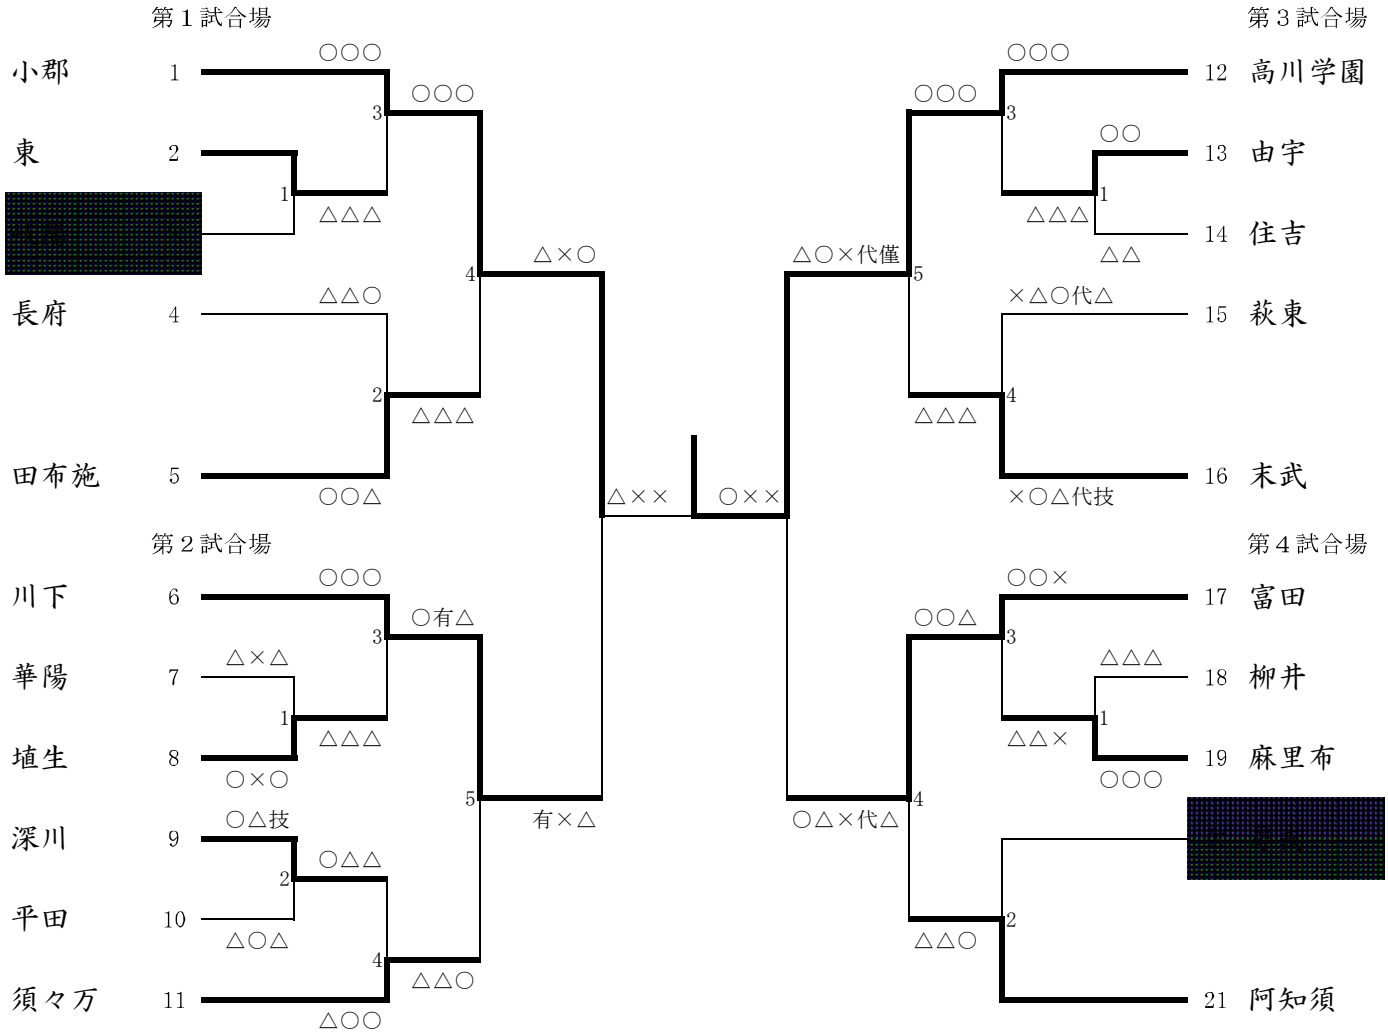 第１試合場
第３試合場
○○○
○○○
小郡 1
12 高川学園
○○○
○○○
3
3
○○
東 2
13 由宇
1
1
△△△
△△△
14 住吉
△△
△×○
△○×代僅
4
5
△△○
×△○代△
長府 4
15 萩東
2
4
△△△
△△△
田布施 5
16 末武
○○△
△××
○××
×○△代技
第２試合場
第４試合場
○○○
○○×
川下 6
17 富田
○有△
○○△
3
3
△×△
△△△
華陽 7
18 柳井
1
1
△△△
△△×
埴生 8
19 麻里布
○×○
○○○
5
4
○△技
有×△
○△×代△
深川 9
○△△
2
平田 10
2
△○△
△△○
4
△△○
須々万 11
21 阿知須
△○○